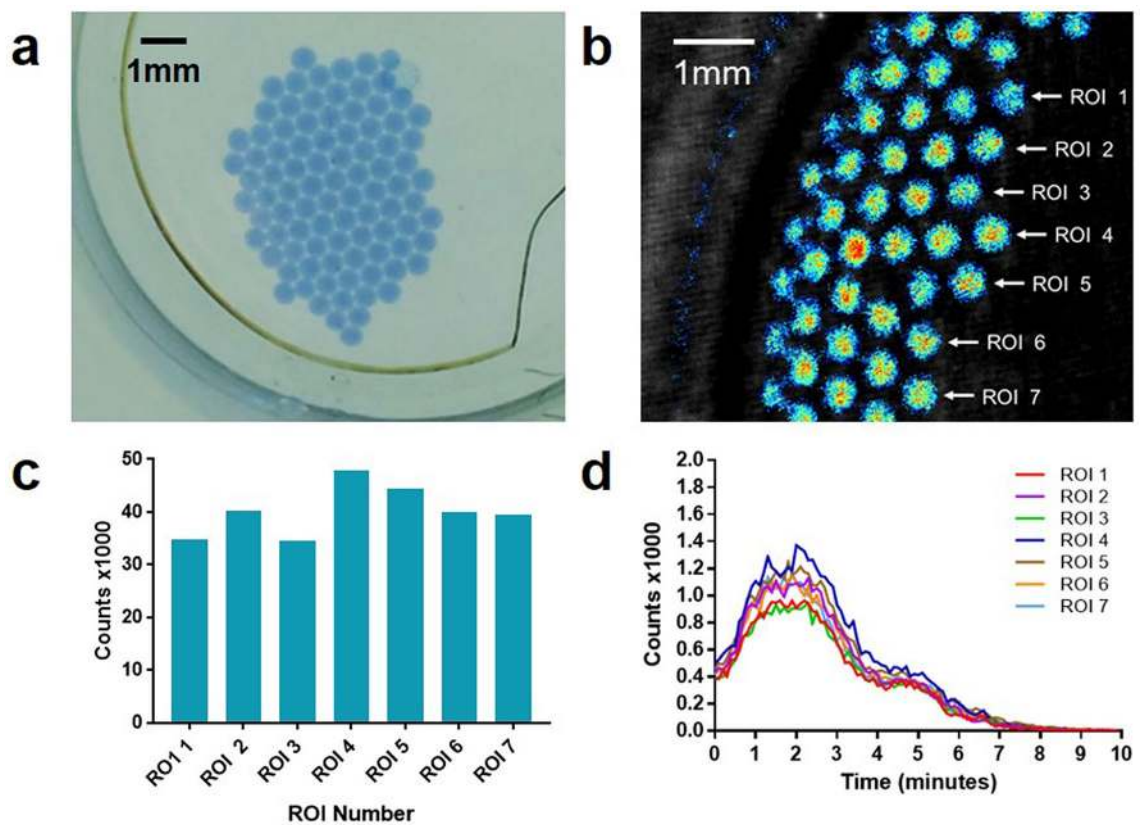 a
1mm
b
1mm
ROI 1
ROI 2
ROI 3
ROI 4
ROI 5
ROI 6
ROI 7
c
Counts x1000
50
40
30
20
10
0
RO1 1
ROI 2
ROI 3
ROI 4
ROI 5
ROI 6
ROI 7
ROI Number
d
Counts x1000
2.0
1.8
1.6
1.4
1.2
1.0
0.8
0.6
0.4
0.2
0.0
ROI 1
ROI 2
ROI 3
ROI 4
ROI 5
ROI 6
ROI 7
0 1 2 3 4 5 6 7 8 9 10
Time (minutes)